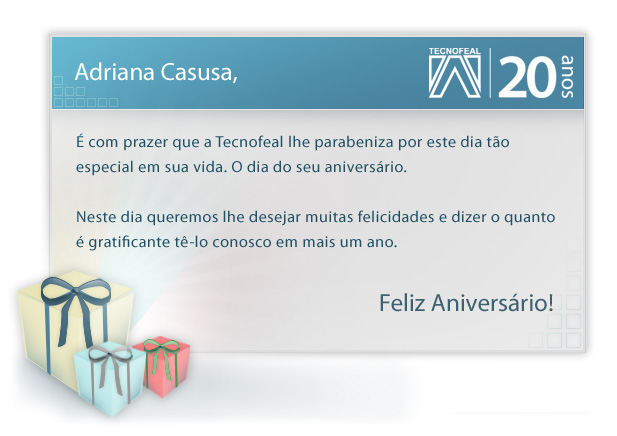 Adriana Casusa,
TECNOFEAL
20 anos
É com prazer que a Tecnofeal lhe parabeniza por este dia tão
especial em sua vida. O dia do seu aniversário.
Neste dia queremos lhe desejar muitas felicidades e dizer o quanto
é gratificante tê-lo conosco em mais um ano.
Feliz Aniversário!